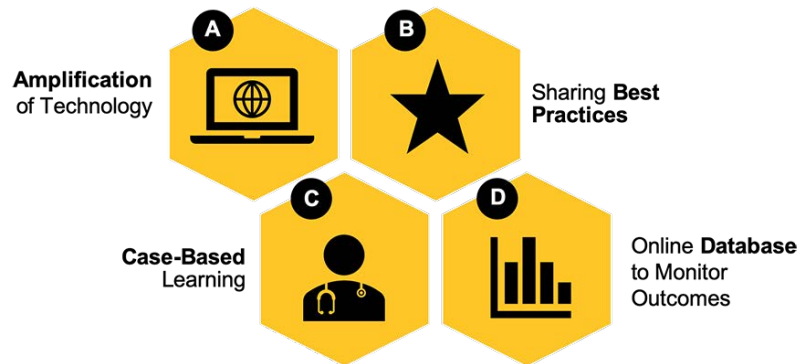 A
Amplification
of Technology
B
Sharing Best
Practices
C
Case-Based
Learning
D
Online Database
to Monitor
Outcomes